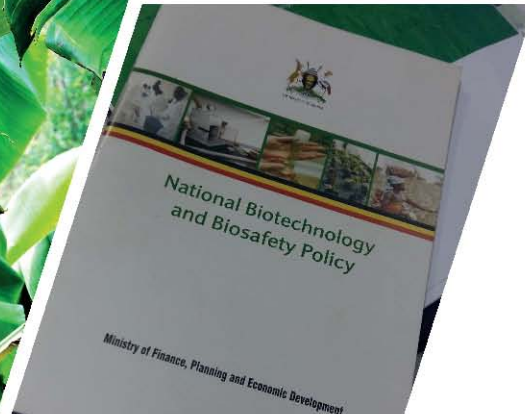 National Biotechnology
and Biosafety Policy
Ministry of Finance, Planning and Economic Development